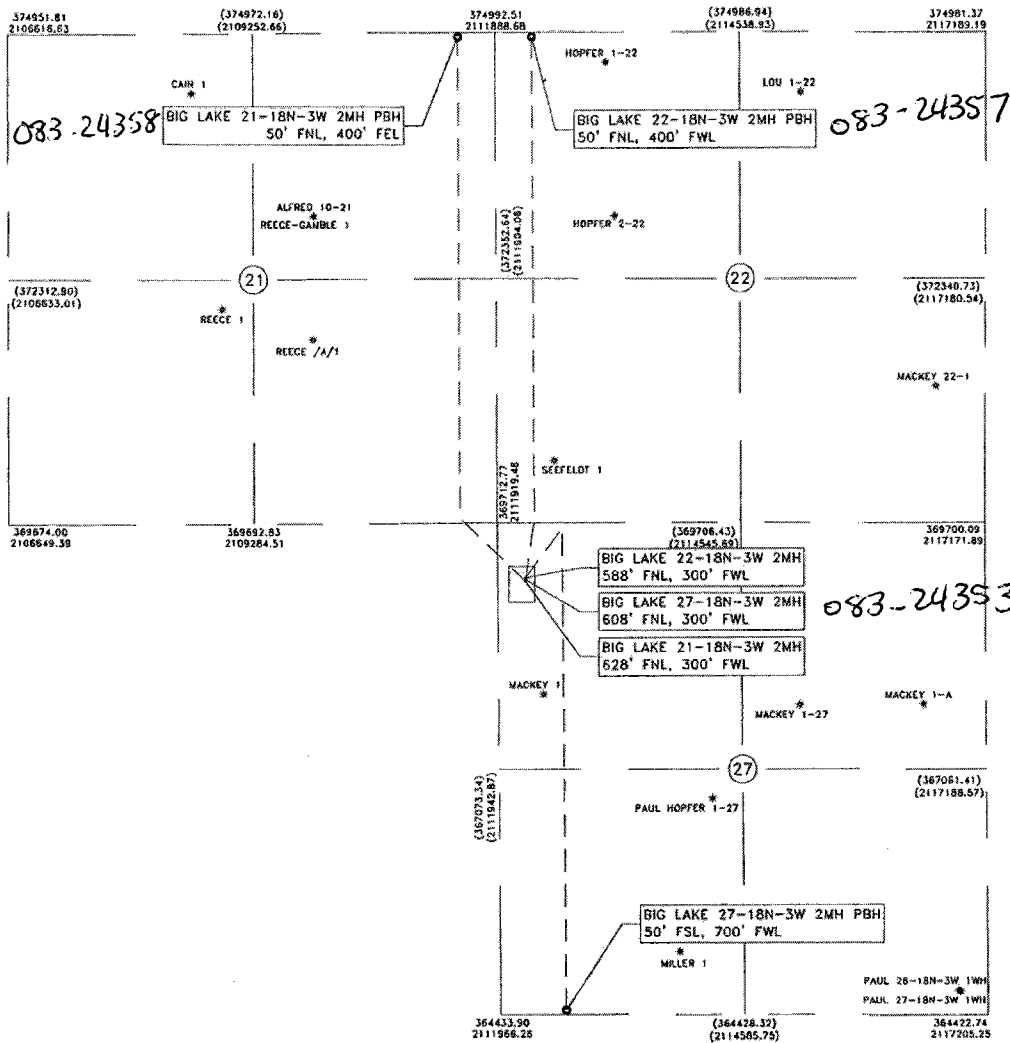 374951.81
2106616.63
(374972.16)
(2109252.66)
374992.51
2111888.68
(374986.94)
(2114538.93)
374981.37
2117189.19
CAIN 1
HOPFER 1-22
LOU 1-22
083-24358
BIG LAKE 21-18N-3W 2MH PBH
50' FNL, 400' FEL
BIG LAKE 22-18N-3W 2MH PBH
50' FNL, 400' FWL
083-24357
ALFRED 10-21
REECE-GAMBLE 1
(372352.64)
(2111904.08)
HOPFER 2-22
21
22
(372312.90)
(2106633.01)
(372340.73)
(2117180.54)
REECE 1
REECE /A/1
MACKEY 22-1
SEEFELDT 1
369712.77
2111919.48
369674.00
2106649.39
369692.83
2109284.51
(369706.43)
(2114545.69)
369700.09
2117171.89
BIG LAKE 22-18N-3W 2MH
588' FNL, 300' FWL
BIG LAKE 27-18N-3W 2MH
608' FNL, 300' FWL
083-24353
BIG LAKE 21-18N-3W 2MH
628' FNL, 300' FWL
MACKEY 1
MACKEY 1-27
MACKEY 1-A
27
(367073.34)
(2111942.87)
(367061.41)
(2117188.57)
PAUL HOPFER 1-27
BIG LAKE 27-18N-3W 2MH PBH
50' FSL, 700' FWL
MILLER 1
PAUL 26-18N-3W 1WH
PAUL 27-18N-3W 1WH
364433.90
2111966.26
(364428.32)
(2114585.75)
364422.74
2117205.25